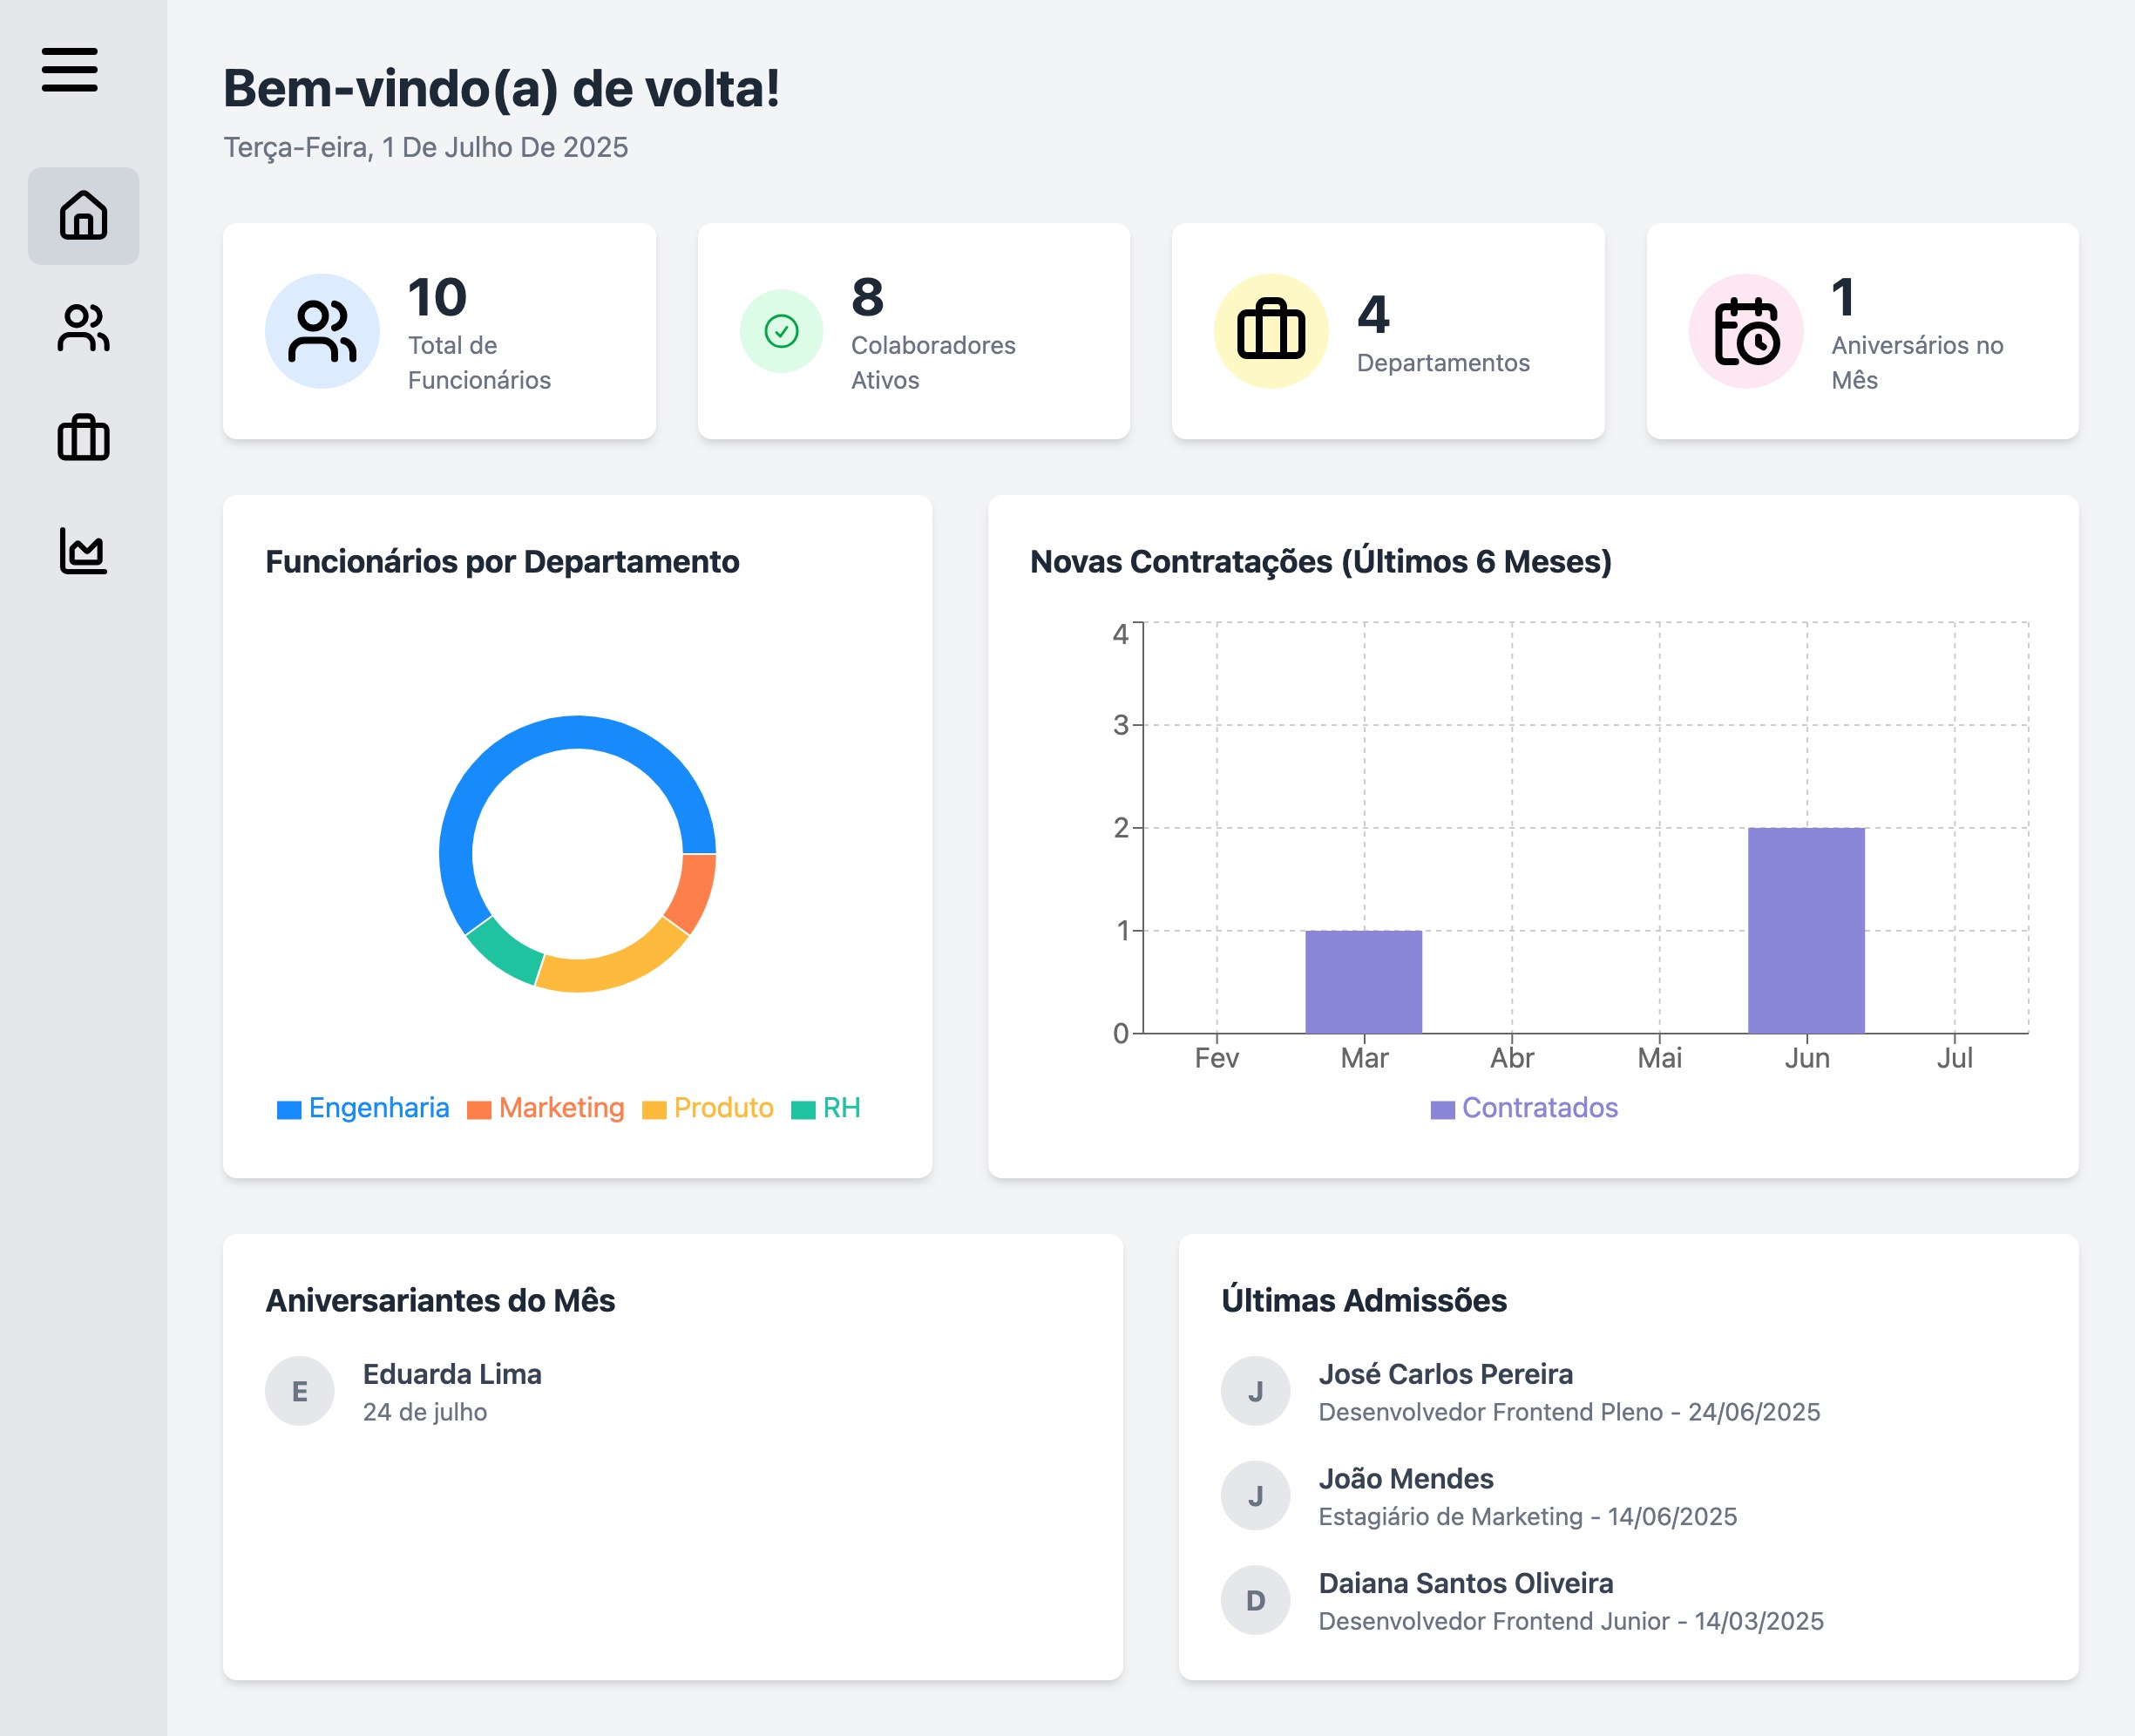 Bem-vindo(a) de volta!
Terça-Feira, 1 De Julho De 2025
10
Total de
Funcionários
8
Colaboradores
Ativos
4
Departamentos
1
Aniversários no
Mês
Funcionários por Departamento
Engenharia Marketing Produto RH
Novas Contratações (Últimos 6 Meses)
4
3
2
1
0
Fev Mar Abr Mai Jun Jul
Contratados
Aniversariantes do Mês
E
Eduarda Lima
24 de julho
Últimas Admissões
J
José Carlos Pereira
Desenvolvedor Frontend Pleno - 24/06/2025
J
João Mendes
Estagiário de Marketing - 14/06/2025
D
Daiana Santos Oliveira
Desenvolvedor Frontend Junior - 14/03/2025